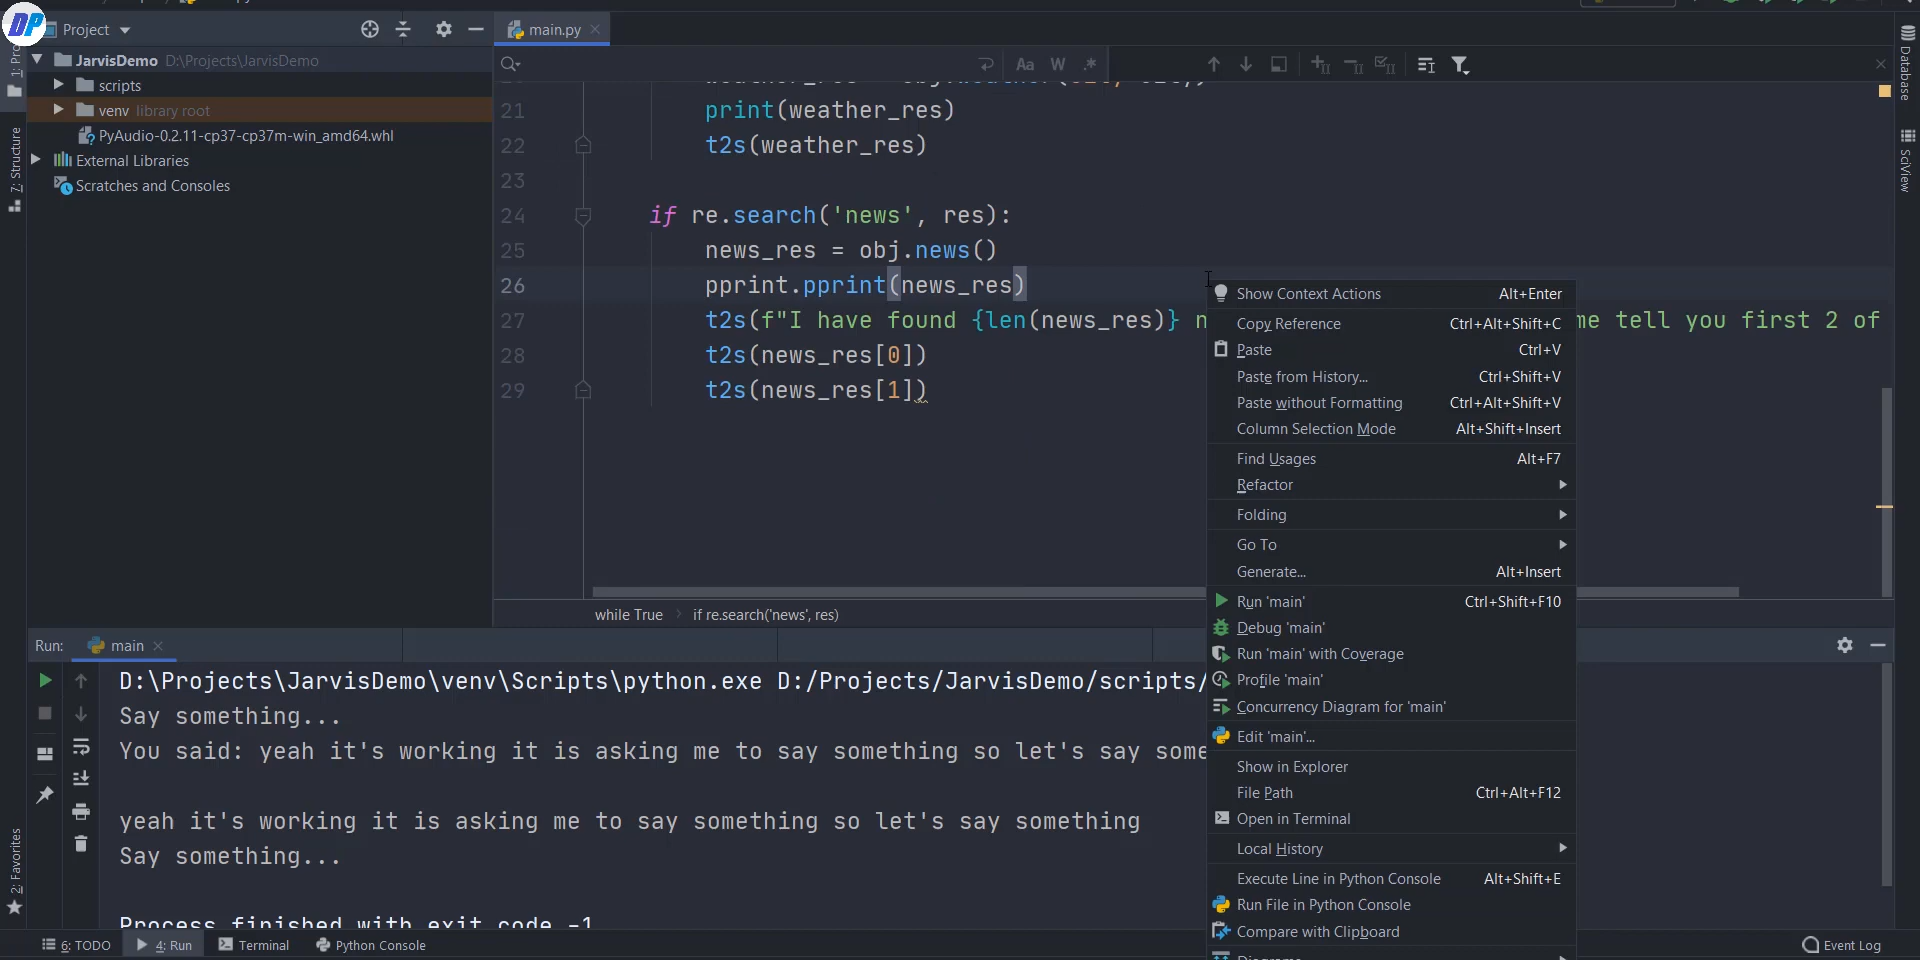 DP
Project
main.py
1: Pro
JarvisDemo D:\Projects\JarvisDemo
scripts
venv library root
PyAudio-0.2.11-cp37-cp37m-win_amd64.whl
External Libraries
Scratches and Consoles
7: Structure
2: Favorites
Database
SciView
Aa W .*
21 print(weather_res)
22 t2s(weather_res)
23
24 if re.search('news', res):
25 news_res = obj.news()
26 pprint.pprint(news_res)
27 t2s(f"I have found {len(news_res)} n me tell you first 2 of
28 t2s(news_res[0])
29 t2s(news_res[1])
while True if re.search('news', res)
Show Context Actions Alt+Enter
Copy Reference Ctrl+Alt+Shift+C
Paste Ctrl+V
Paste from History... Ctrl+Shift+V
Paste without Formatting Ctrl+Alt+Shift+V
Column Selection Mode Alt+Shift+Insert
Find Usages Alt+F7
Refactor
Folding
Go To
Generate... Alt+Insert
Run 'main' Ctrl+Shift+F10
Debug 'main'
Run 'main' with Coverage
Profile 'main'
Concurrency Diagram for 'main'
Edit 'main'...
Show in Explorer
File Path Ctrl+Alt+F12
Open in Terminal
Local History
Execute Line in Python Console Alt+Shift+E
Run File in Python Console
Compare with Clipboard
Diagrams
Run: main
D:\Projects\JarvisDemo\venv\Scripts\python.exe D:/Projects/JarvisDemo/scripts/
Say something...
You said: yeah it's working it is asking me to say something so let's say some
yeah it's working it is asking me to say something so let's say something
Say something...
Process finished with exit code -1
6: TODO 4: Run Terminal Python Console Event Log